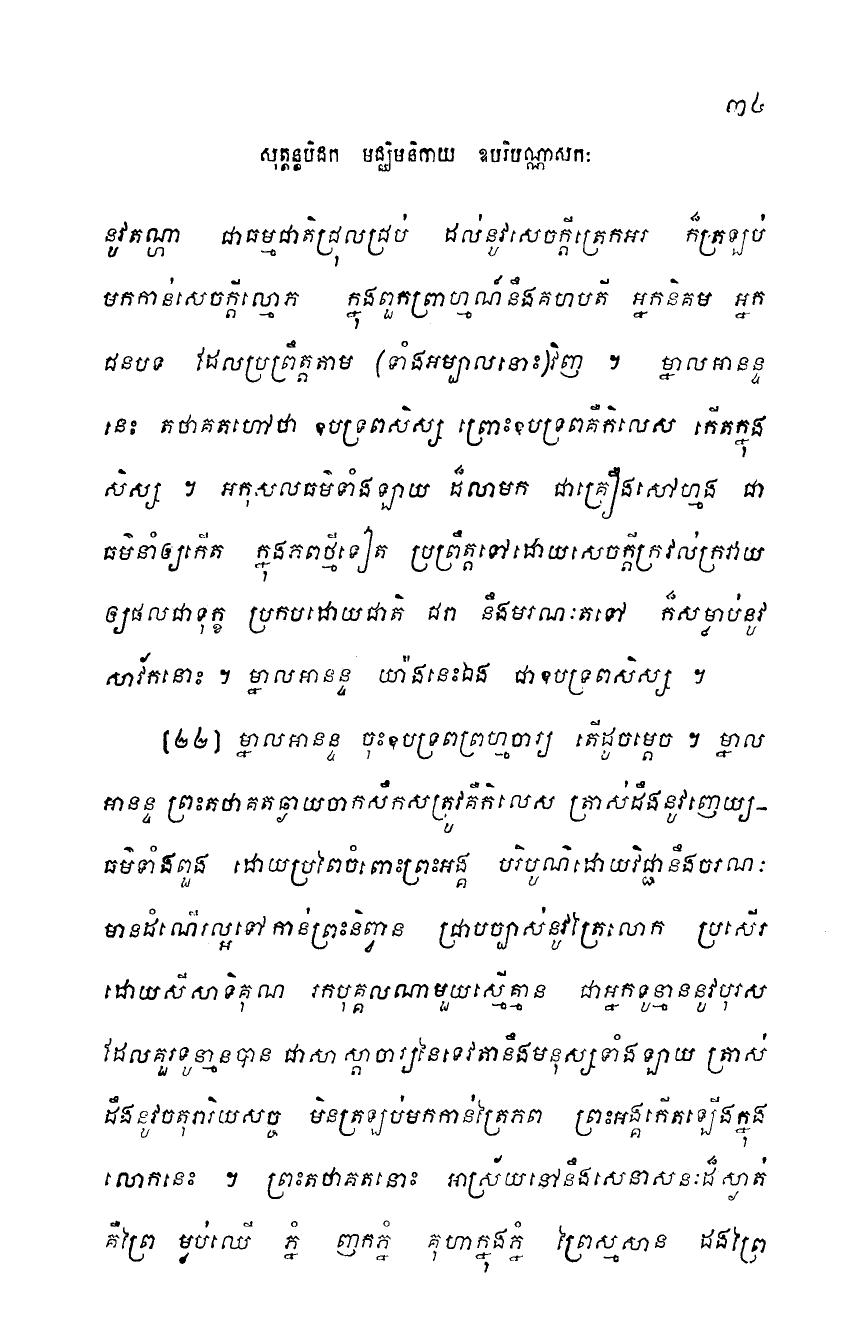 ៣៤
សុត្តន្តបិដក មជ្ឈិមនិកាយ ឧបរិបណ្ណាសកៈ
នូវតណ្ហា ជាធម្មជាតិជ្រុលជ្រប់ ដល់នូវសេចក្តីត្រេកអរ ក៏ត្រឡប់
មកកាន់សេចក្តីល្មោភ ក្នុងពួកព្រាហ្មណ៍នឹងគហបតី អ្នកនិគម អ្នក
ជនបទ ដែលប្រព្រឹត្តតាម (ទាំងអម្បាលនោះ)វិញ ។ ម្នាលអានន្ទ
នេះ តថាគតហៅថា ឧបទ្រពសិស្ស ព្រោះឧបទ្រពគឺកិលេស កើតក្នុង
សិស្ស ។ អកុសលធម៌ទាំងឡាយ ដ៏លាមក ជាគ្រឿងសៅហ្មង ជា
ធម៌នាំឲ្យកើត ក្នុងភពថ្មីទៀត ប្រព្រឹត្តទៅដោយសេចក្តីក្រវល់ក្រវាយ
ឲ្យផលជាទុក្ខ ប្រកបដោយជាតិ ជរា នឹងមរណៈតទៅ ក៏សម្លាប់នូវ
សាវ័កនោះ ។ ម្នាលអានន្ទ យ៉ាងនេះឯង ជាឧបទ្រពសិស្ស ។
(៤៤) ម្នាលអានន្ទ ចុះឧបទ្រពព្រហ្មចារ្យ តើដូចម្តេច ។ ម្នាល
អានន្ទ ព្រះតថាគតឆ្ងាយចាកសឹកសត្រូវគឺកិលេស ត្រាស់ដឹងនូវញេយ្យ-
ធម៌ទាំងពួង ដោយប្រពៃចំពោះព្រះអង្គ បរិបូណ៌ដោយវិជ្ជានឹងចរណៈ
មានដំណើរល្អទៅកាន់ព្រះនិព្វាន ជ្រាបច្បាស់នូវត្រៃលោក ប្រសើរ
ដោយសីសាទិគុណ រកបុគ្គលណាមួយស្មើគ្មាន ជាអ្នកទូន្មាននូវបុរស
ដែលគួរទូន្មានបាន ជាសាស្តាចារ្យនៃទេវតានឹងមនុស្សទាំងឡាយ ត្រាស់
ដឹងនូវចតុរារិយសច្ច មិនត្រឡប់មកកាន់ត្រៃភព ព្រះអង្គកើតឡើងក្នុង
លោកនេះ ។ ព្រះតថាគតនោះ អាស្រ័យនៅនឹងសេនាសនៈដ៏ស្ងាត់
គឺព្រៃ ម្លប់ឈើ ភ្នំ ញកភ្នំ គុហាក្នុងភ្នំ ព្រៃស្មសាន ដងព្រៃ